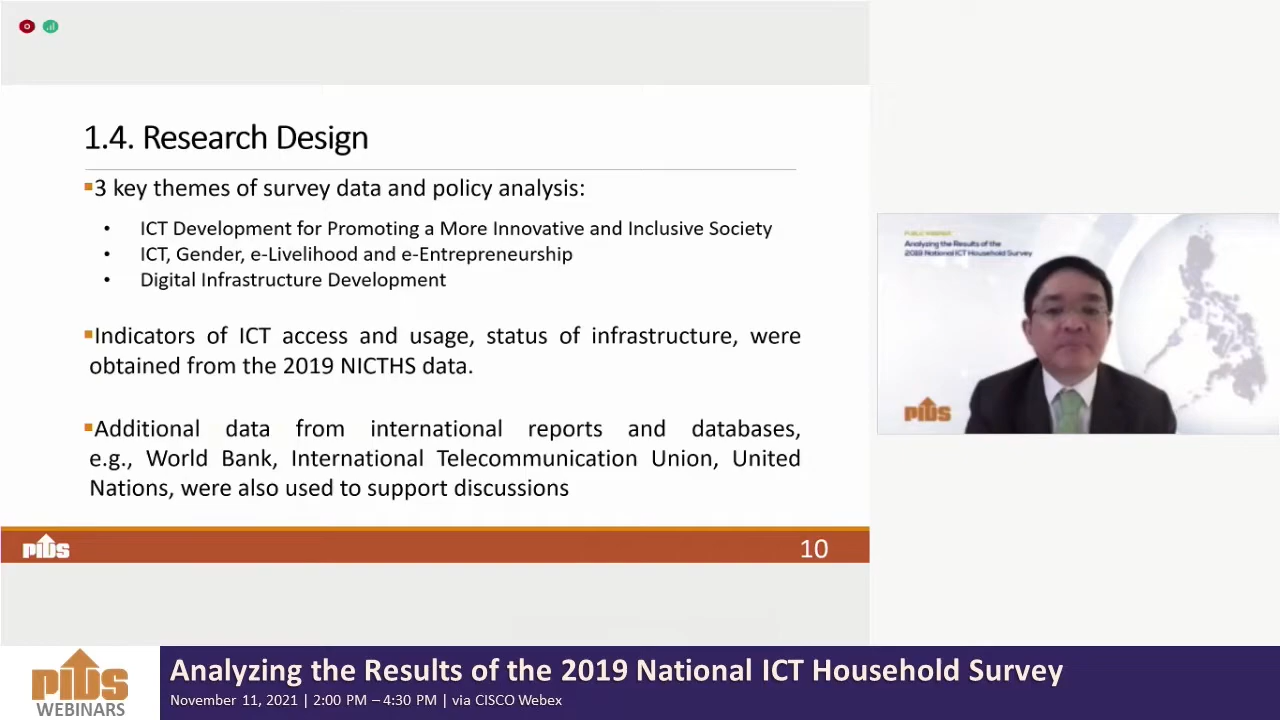 1.4. Research Design
▪3 key themes of survey data and policy analysis:
• ICT Development for Promoting a More Innovative and Inclusive Society
• ICT, Gender, e-Livelihood and e-Entrepreneurship
• Digital Infrastructure Development
▪Indicators of ICT access and usage, status of infrastructure, were
obtained from the 2019 NICTHS data.
▪Additional data from international reports and databases,
e.g., World Bank, International Telecommunication Union, United
Nations, were also used to support discussions
PIDS
10
PUBLIC WEBINAR
Analyzing the Results of the
2019 National ICT Household Survey
PIDS
PIDS
WEBINARS
Analyzing the Results of the 2019 National ICT Household Survey
November 11, 2021 | 2:00 PM – 4:30 PM | via CISCO Webex